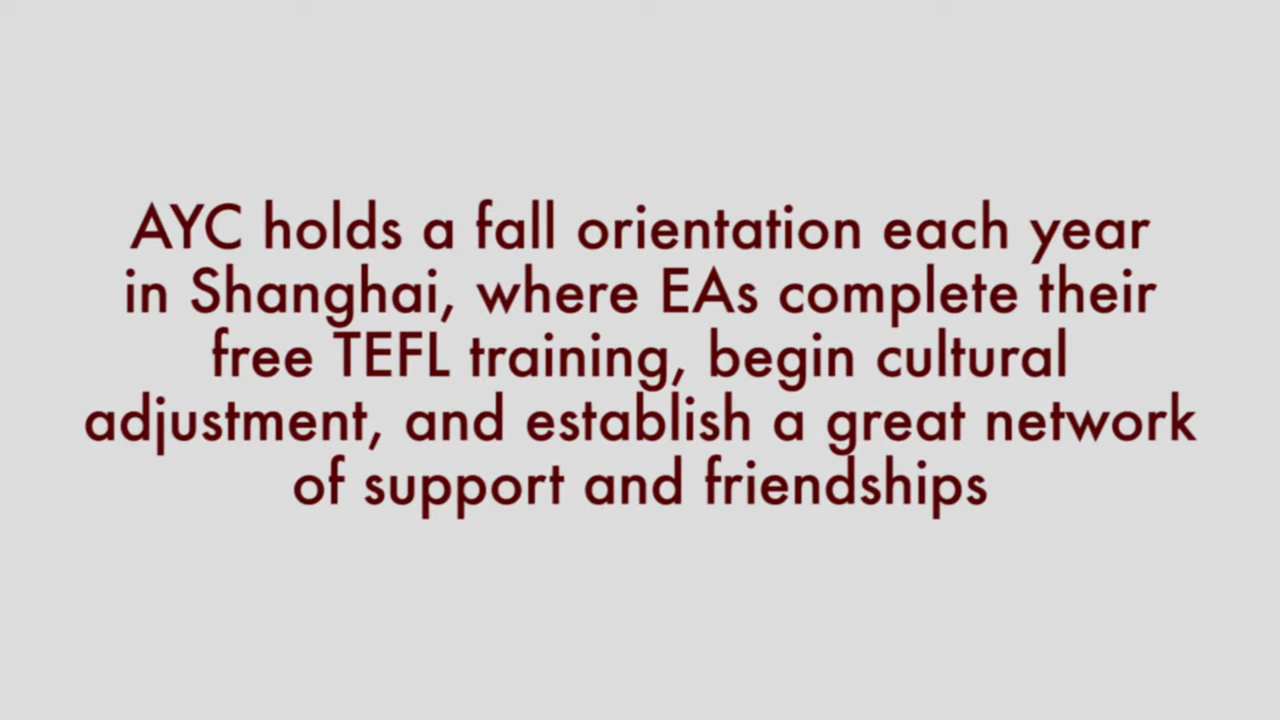 AYC holds a fall orientation each year
in Shanghai, where EAs complete their
free TEFL training, begin cultural
adjustment, and establish a great network
of support and friendships